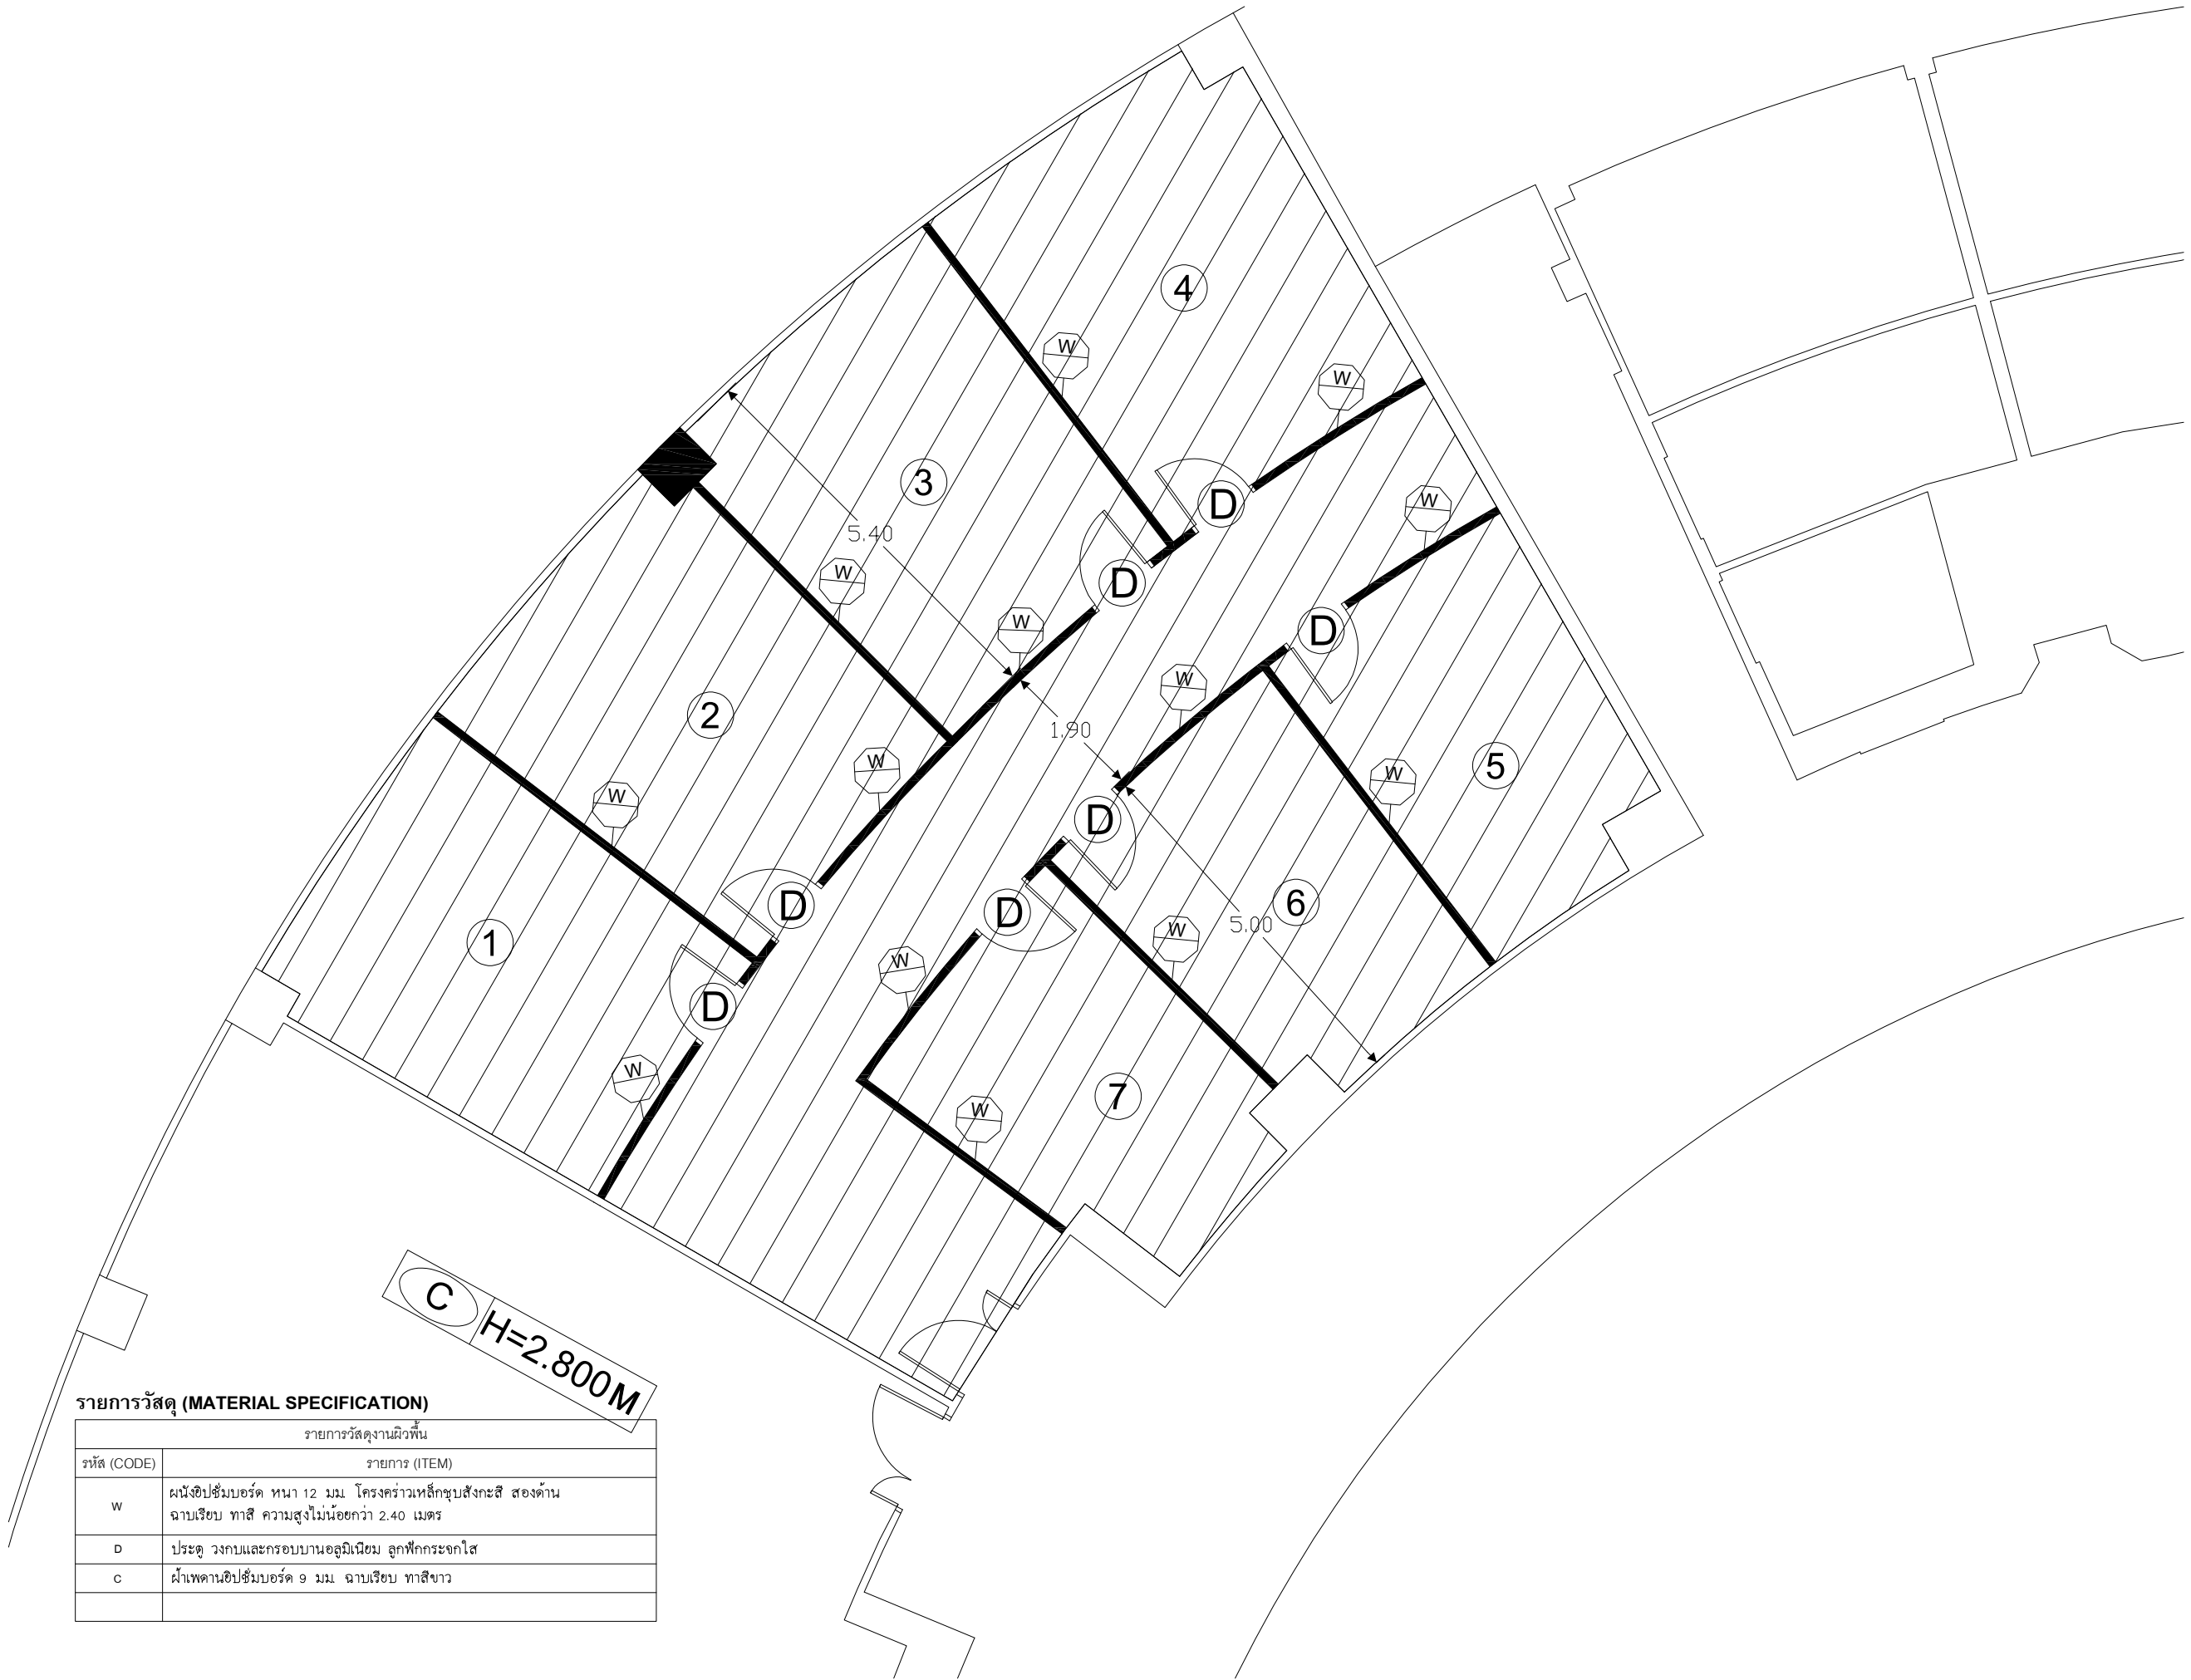 4
W
W
3
W
D
5.40
D
W
W
D
W
2
W
1.90
5
W
W
W
D
6
D
D
5.00
1
W
W
D
W
7
W
C H=2.800M
รายการวัสดุ (MATERIAL SPECIFICATION)
รายการวัสดุงานผิวพื้น
รหัส (CODE) รายการ (ITEM)
W ผนังยิปซั่มบอร์ด หนา 12 มม. โครงคร่าวเหล็กชุบสังกะสี สองด้าน
ฉาบเรียบ ทาสี ความสูงไม่น้อยกว่า 2.40 เมตร
D ประตู วงกบและกรอบบานอลูมิเนียม ลูกฟักกระจกใส
C ฝ้าเพดานยิปซั่มบอร์ด 9 มม. ฉาบเรียบ ทาสีขาว